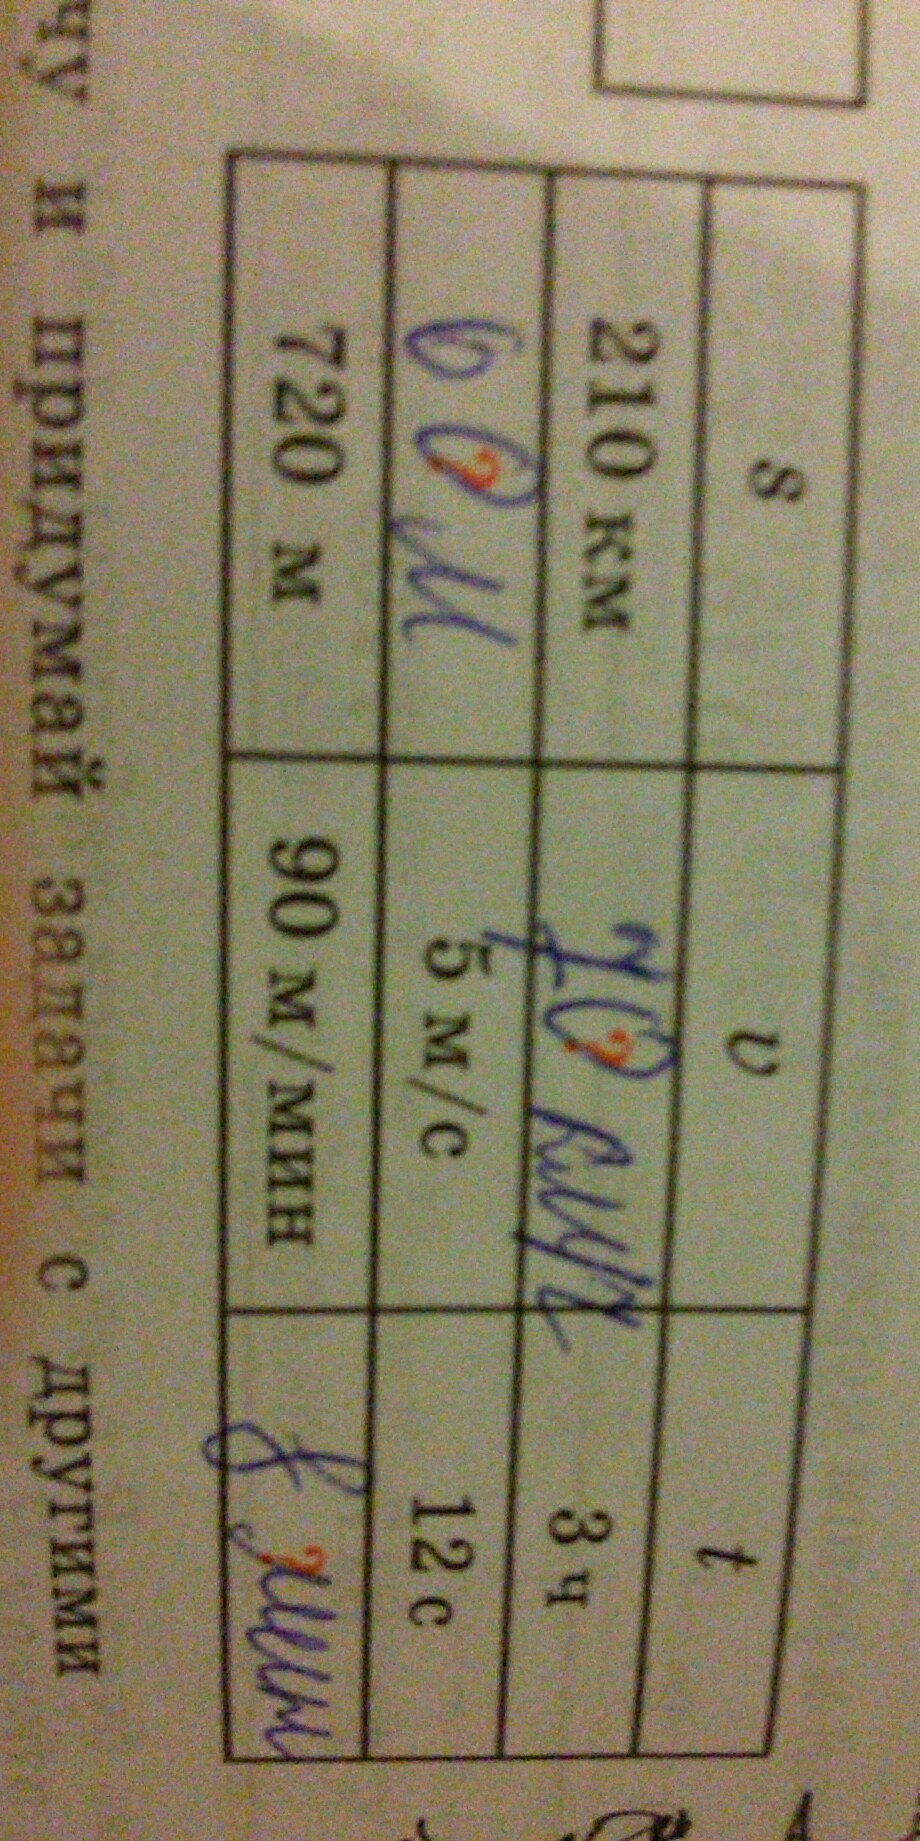 s v t
210 км 70 км/ч 3 ч
60 м 5 м/с 12 с
720 м 90 м/мин 8 мин
чу и придумай задачи с другими